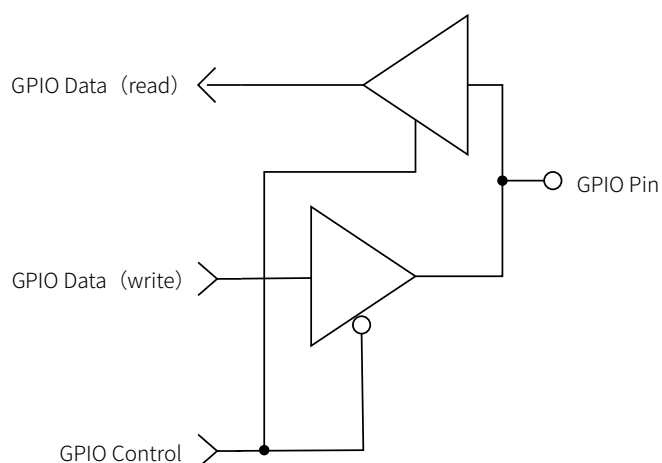 GPIO Data（read）
GPIO Pin
GPIO Data（write）
GPIO Control